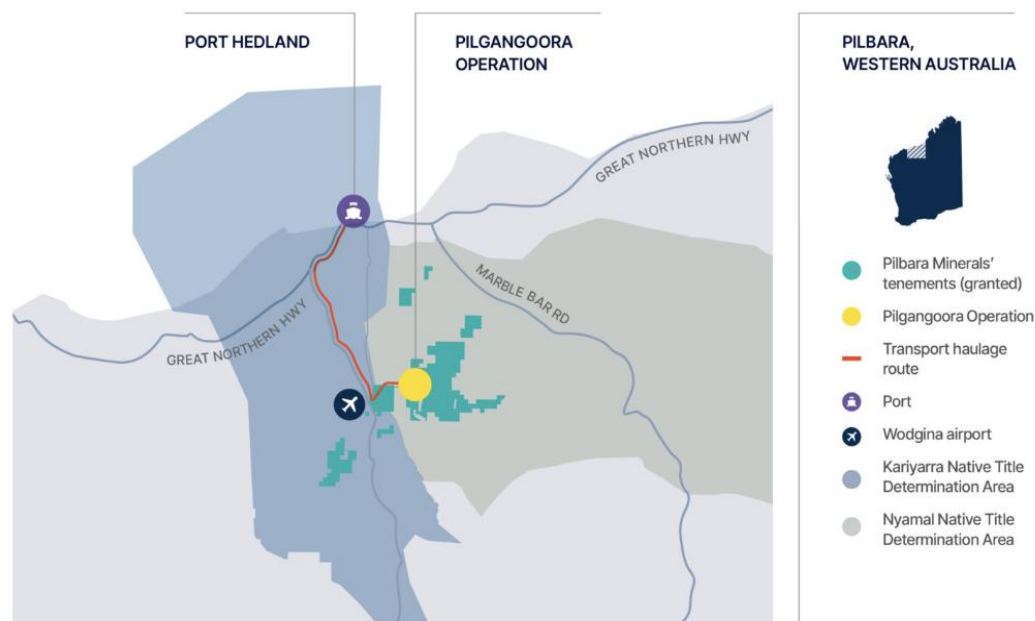 PORT HEDLAND
PILGANGOORA
OPERATION
PILBARA,
WESTERN AUSTRALIA
GREAT NORTHERN HWY
MARBLE BAR RD
GREAT NORTHERN HWY
Pilbara Minerals’
tenements (granted)
Pilgangoora Operation
Transport haulage
route
Port
Wodgina airport
Kariyarra Native Title
Determination Area
Nyamal Native Title
Determination Area